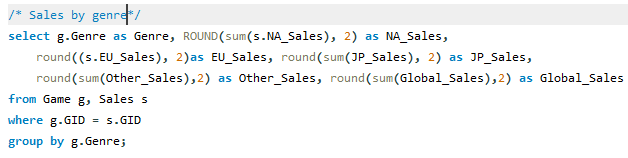 /* Sales by genre*/
select g.Genre as Genre, ROUND(sum(s.NA_Sales), 2) as NA_Sales,
round((s.EU_Sales), 2)as EU_Sales, round(sum(JP_Sales), 2) as JP_Sales,
round(sum(Other_Sales),2) as Other_Sales, round(sum(Global_Sales),2) as Global_Sales
from Game g, Sales s
where g.GID = s.GID
group by g.Genre;